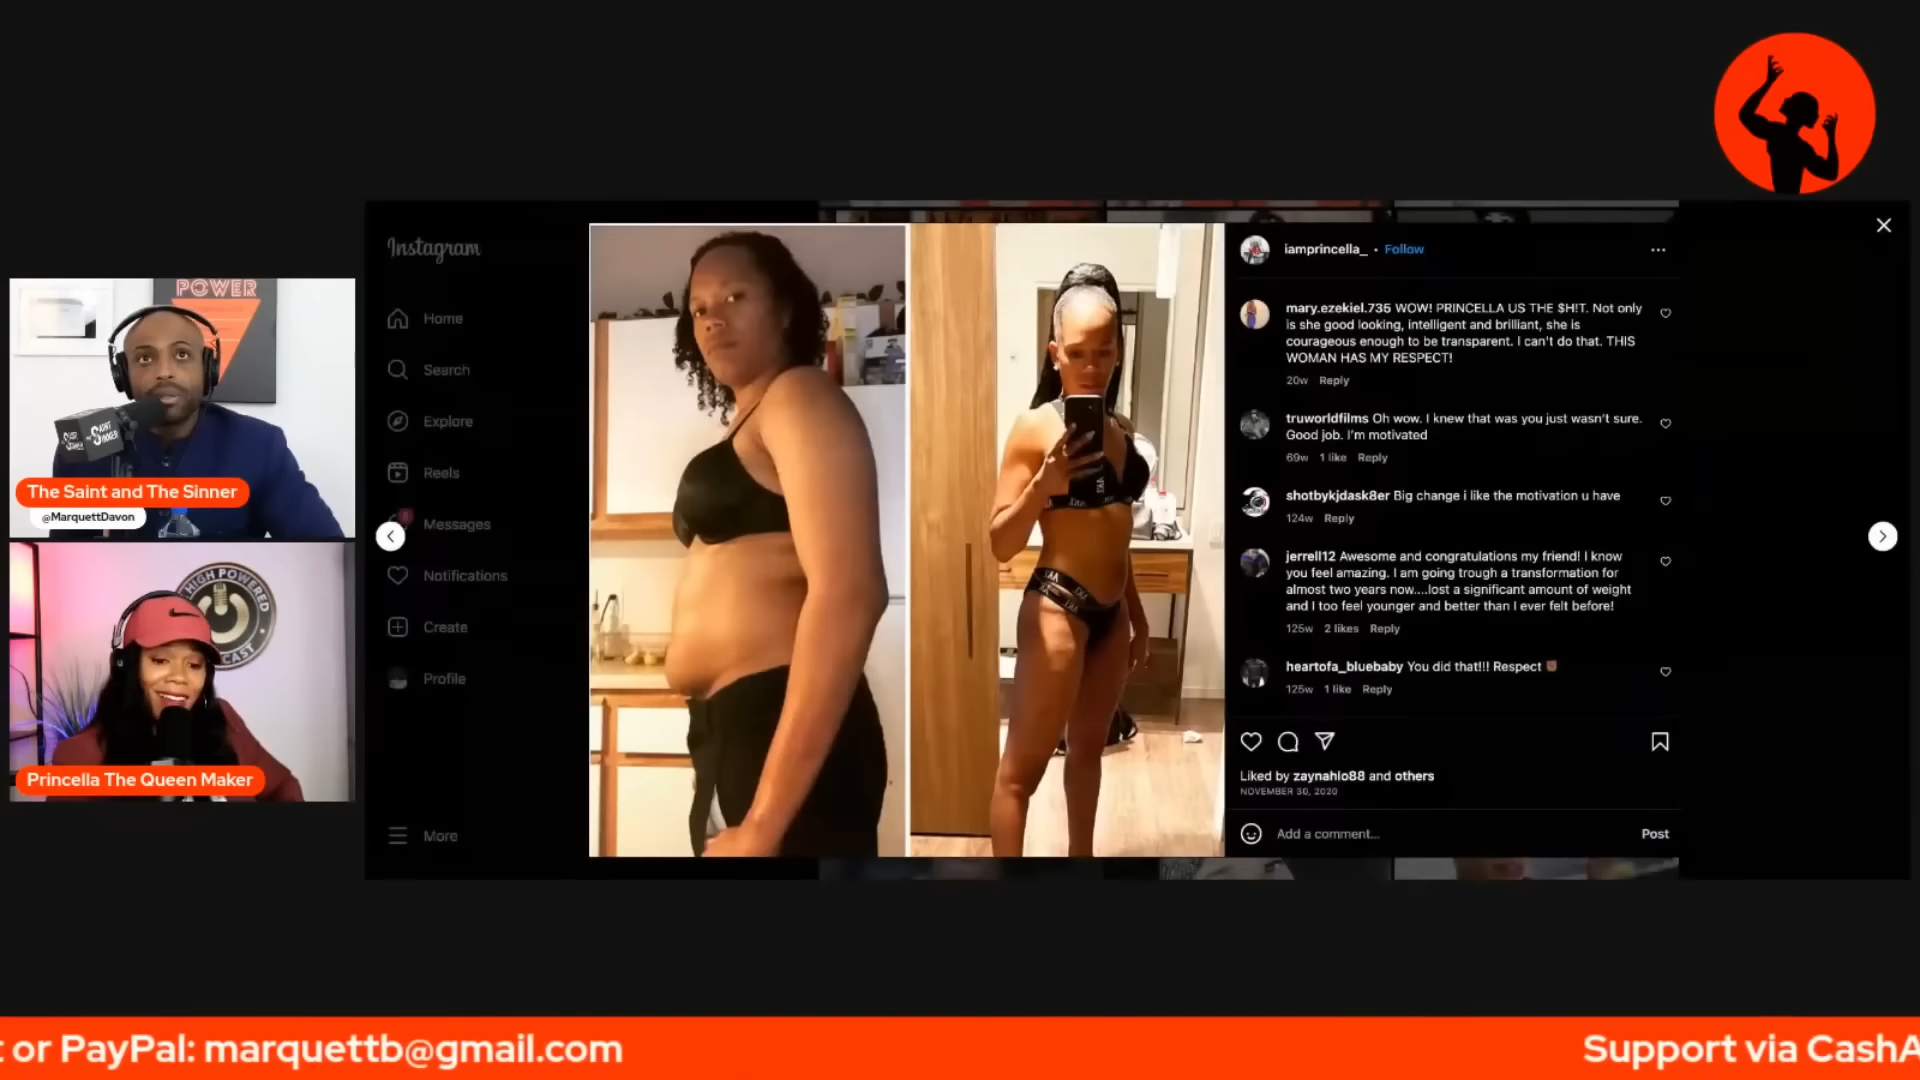 POWER
SAINT
SINNER
The Saint and The Sinner
@MarquettDavon
HIGH POWERED
CAST
Princella The Queen Maker
Instagram
Home
Search
Explore
Reels
8
Messages
Notifications
Create
Profile
More
iamprincella_ • Follow
mary.ezekiel.735 WOW! PRINCELLA US THE $H!T. Not only
is she good looking, intelligent and brilliant, she is
courageous enough to be transparent. I can't do that. THIS
WOMAN HAS MY RESPECT!
20w Reply
truworldfilms Oh wow. I knew that was you just wasn't sure.
Good job. I'm motivated
69w 1 like Reply
shotbykjdask8er Big change i like the motivation u have
124w Reply
jerrell12 Awesome and congratulations my friend! I know
you feel amazing. I am going trough a transformation for
almost two years now....lost a significant amount of weight
and I too feel younger and better than I ever felt before!
125w 2 likes Reply
heartofa_bluebaby You did that!!! Respect
125w 1 like Reply
Liked by zaynahlo88 and others
NOVEMBER 30, 2020
Add a comment... Post
t or PayPal: marquettb@gmail.com
Support via CashA